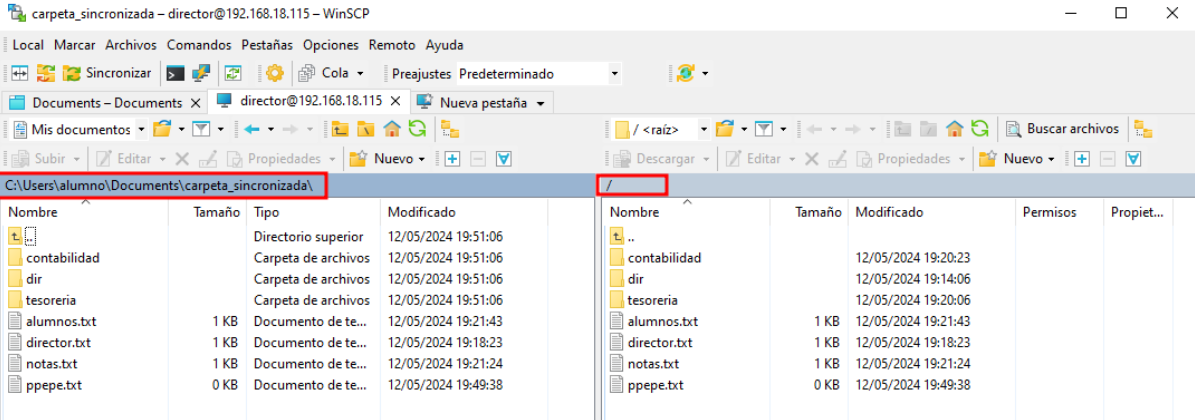 carpeta_sincronizada – director@192.168.18.115 – WinSCP
Local Marcar Archivos Comandos Pestañas Opciones Remoto Ayuda
Sincronizar Cola Preajustes Predeterminado
Documents – Documents director@192.168.18.115 Nueva pestaña
Mis documentos / <raíz> Buscar archivos
Subir Editar Propiedades Nuevo Descargar Editar Propiedades Nuevo
C:\Users\alumno\Documents\carpeta_sincronizada\ /
Nombre Tamaño Tipo Modificado Nombre Tamaño Modificado Permisos Propiet...
.. Directorio superior 12/05/2024 19:51:06 ..
contabilidad Carpeta de archivos 12/05/2024 19:51:06 contabilidad 12/05/2024 19:20:23
dir Carpeta de archivos 12/05/2024 19:51:06 dir 12/05/2024 19:14:06
tesoreria Carpeta de archivos 12/05/2024 19:51:06 tesoreria 12/05/2024 19:20:06
alumnos.txt 1 KB Documento de te... 12/05/2024 19:21:43 alumnos.txt 1 KB 12/05/2024 19:21:43
director.txt 1 KB Documento de te... 12/05/2024 19:18:23 director.txt 1 KB 12/05/2024 19:18:23
notas.txt 1 KB Documento de te... 12/05/2024 19:21:24 notas.txt 1 KB 12/05/2024 19:21:24
ppepe.txt 0 KB Documento de te... 12/05/2024 19:49:38 ppepe.txt 0 KB 12/05/2024 19:49:38